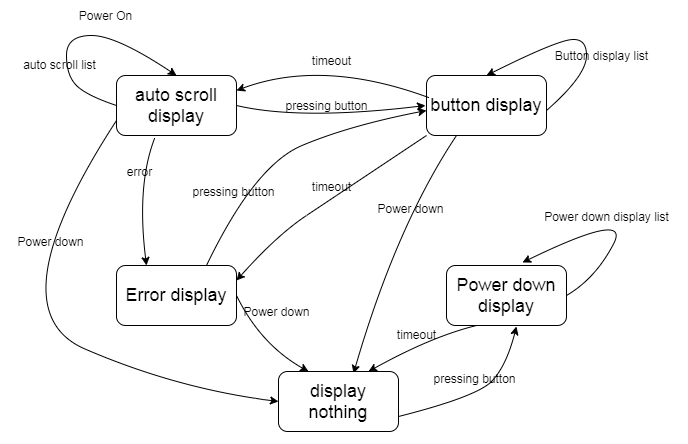 Power On
timeout
Button display list
auto scroll list
auto scroll
display
pressing button
button display
error
pressing button
timeout
Power down
Power down display list
Power down
Error display
Power down
display
Power down
timeout
pressing button
display
nothing